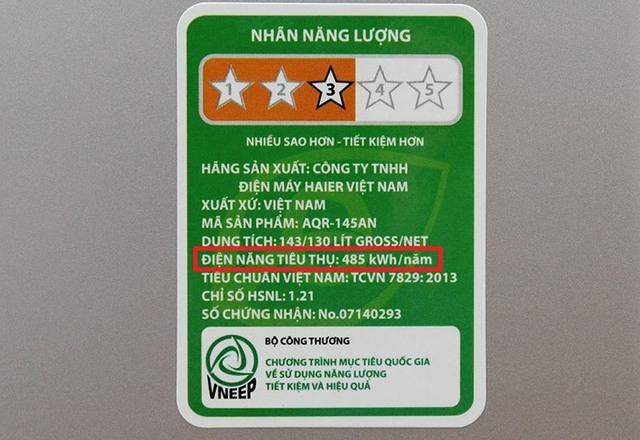 NHÃN NĂNG LƯỢNG
1 2 3 4 5
NHIỀU SAO HƠN - TIẾT KIỆM HƠN
HÃNG SẢN XUẤT: CÔNG TY TNHH
ĐIỆN MÁY HAIER VIỆT NAM
XUẤT XỨ: VIỆT NAM
MÃ SẢN PHẨM: AQR-145AN
DUNG TÍCH: 143/130 LÍT GROSS/NET
ĐIỆN NĂNG TIÊU THỤ: 485 kWh/năm
TIÊU CHUẨN VIỆT NAM: TCVN 7829: 2013
CHỈ SỐ HSNL: 1.21
SỐ CHỨNG NHẬN: No.07140293
BỘ CÔNG THƯƠNG
CHƯƠNG TRÌNH MỤC TIÊU QUỐC GIA
VỀ SỬ DỤNG NĂNG LƯỢNG
TIẾT KIỆM VÀ HIỆU QUẢ
VNEEP